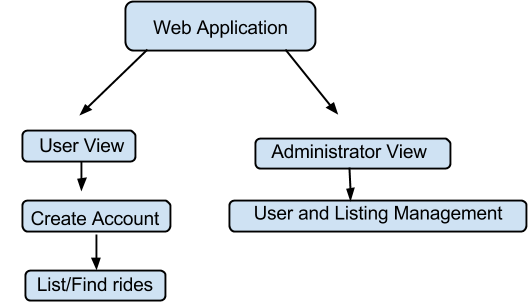 Web Application
User View
Administrator View
Create Account
User and Listing Management
List/Find rides